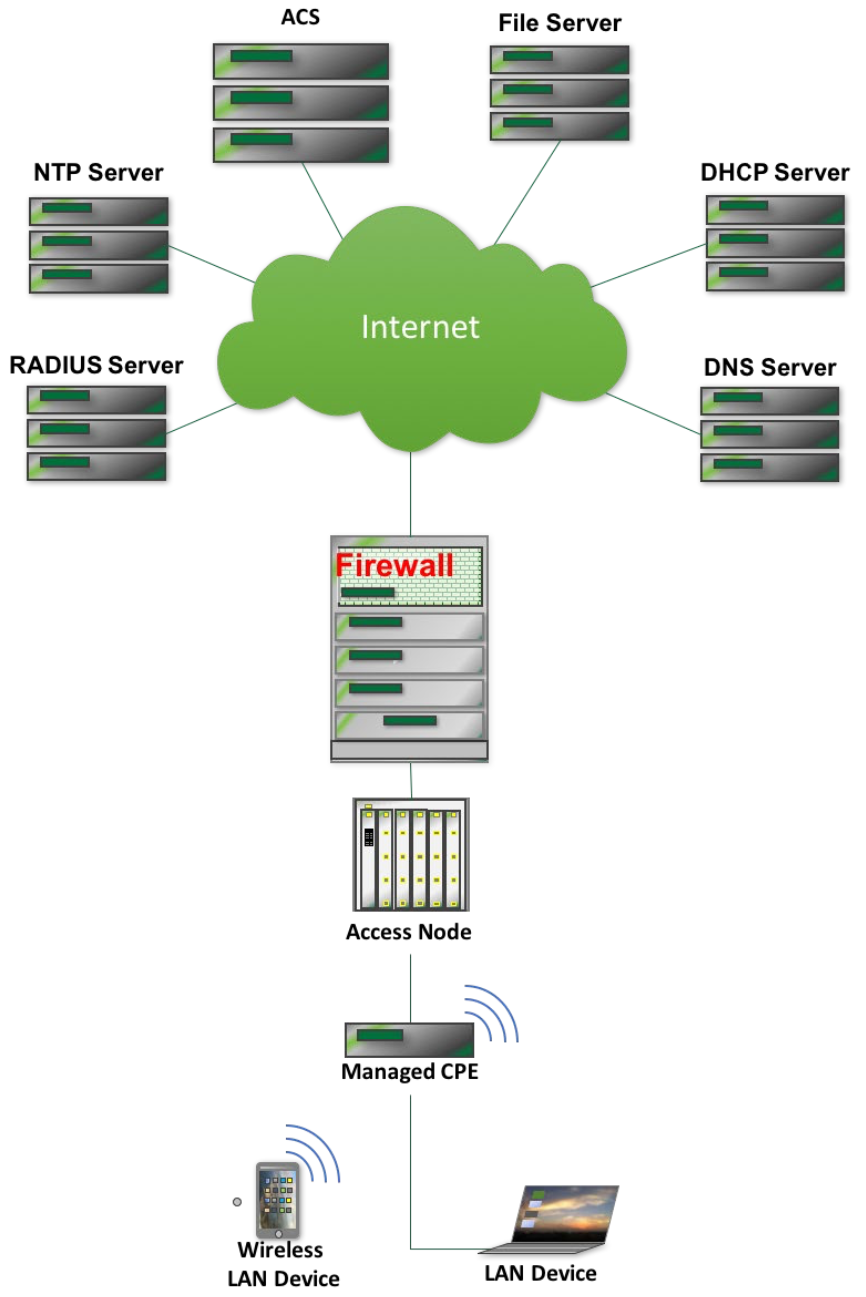 ACS
File Server
NTP Server
DHCP Server
Internet
RADIUS Server
DNS Server
Firewall
Access Node
Managed CPE
Wireless
LAN Device
LAN Device